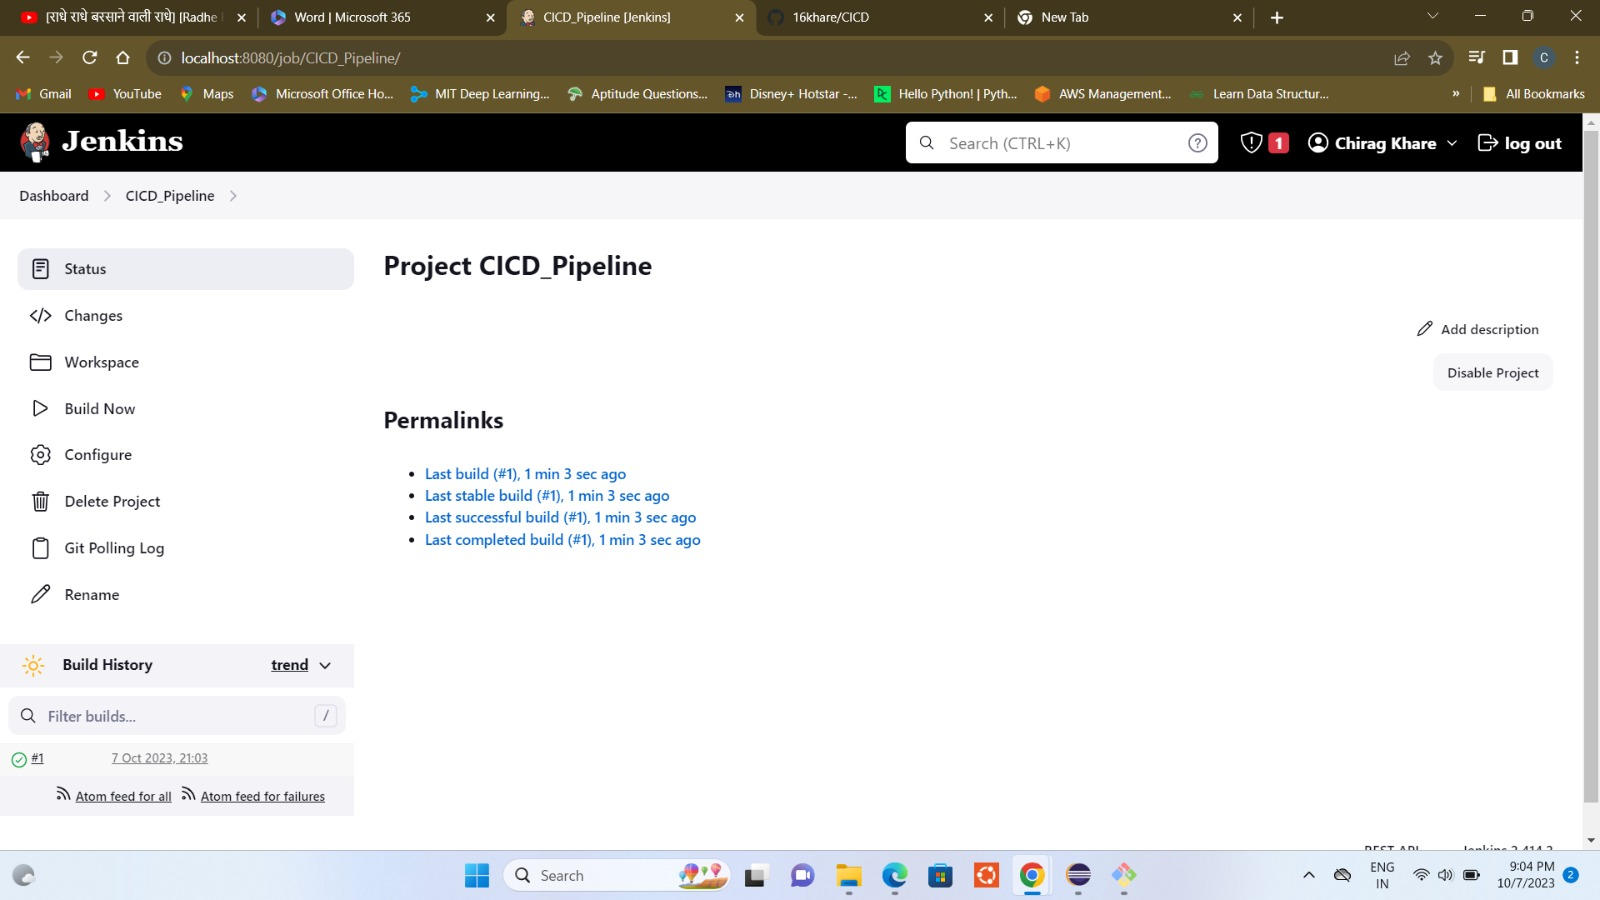 [राधे राधे बरसाने वाली राधे] [Radhe
Word | Microsoft 365
CICD_Pipeline [Jenkins]
16khare/CICD
New Tab
localhost:8080/job/CICD_Pipeline/
C
Gmail
YouTube
Maps
Microsoft Office Ho...
MIT Deep Learning...
Aptitude Questions...
Disney+ Hotstar -...
Hello Python! | Pyth...
AWS Management...
Learn Data Structur...
»
All Bookmarks
Jenkins
Search (CTRL+K)
1
Chirag Khare
log out
Dashboard
CICD_Pipeline
Status
Changes
Workspace
Build Now
Configure
Delete Project
Git Polling Log
Rename
Project CICD_Pipeline
Add description
Disable Project
Permalinks
• Last build (#1), 1 min 3 sec ago
• Last stable build (#1), 1 min 3 sec ago
• Last successful build (#1), 1 min 3 sec ago
• Last completed build (#1), 1 min 3 sec ago
Build History
trend
Filter builds...
/
#1
7 Oct 2023, 21:03
Atom feed for all
Atom feed for failures
REST API
Jenkins 2.414.2
Search
ENG
IN
9:04 PM
10/7/2023
2